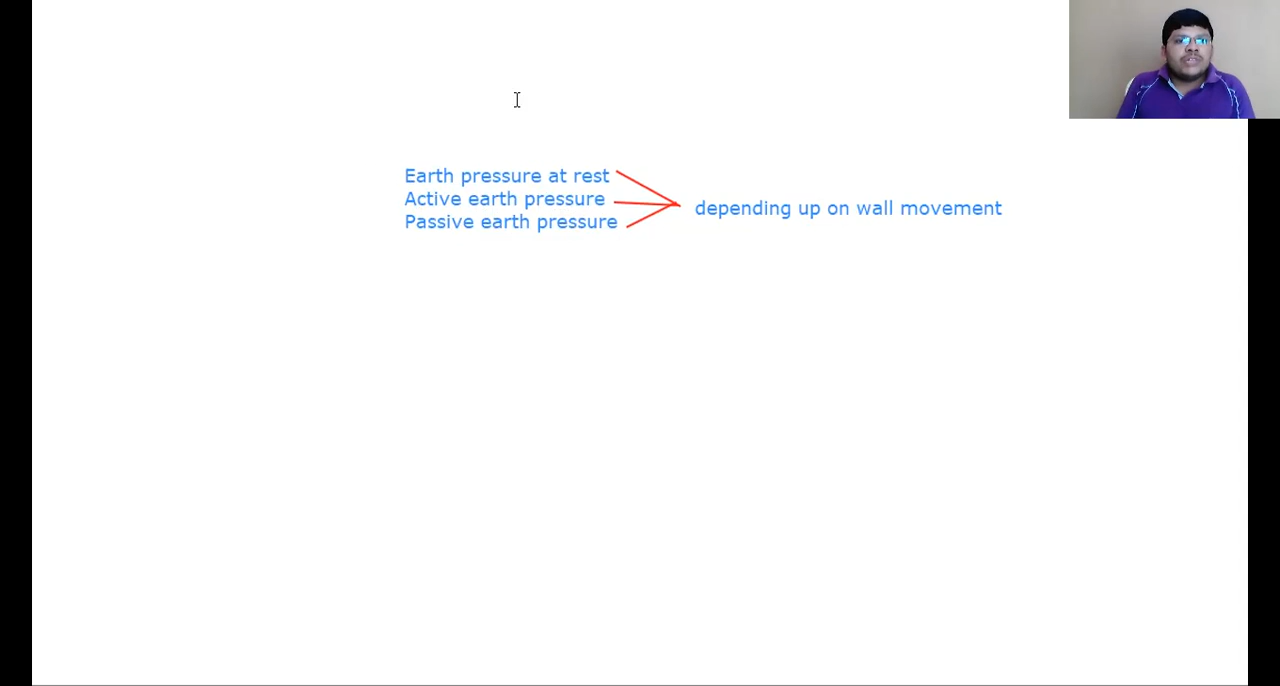 Earth pressure at rest
Active earth pressure
Passive earth pressure
depending up on wall movement